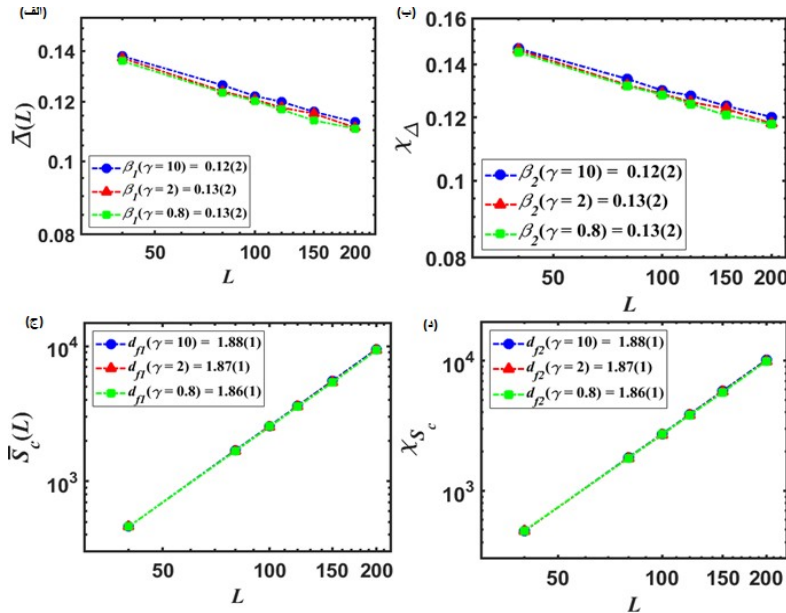 (الف)
0.14
0.12
0.1
0.08
Δ̅(L)
β1(γ = 10) = 0.12(2)
β1(γ = 2) = 0.13(2)
β1(γ = 0.8) = 0.13(2)
50 100 150 200
L
(ب)
0.16
0.14
0.12
0.1
0.08
χΔ
β2(γ = 10) = 0.12(2)
β2(γ = 2) = 0.13(2)
β2(γ = 0.8) = 0.13(2)
50 100 150 200
L
(ج)
10^4
10^3
S̅c(L)
df1(γ = 10) = 1.88(1)
df1(γ = 2) = 1.87(1)
df1(γ = 0.8) = 1.86(1)
50 100 150 200
L
(د)
10^4
10^3
χSc
df2(γ = 10) = 1.88(1)
df2(γ = 2) = 1.87(1)
df2(γ = 0.8) = 1.86(1)
50 100 150 200
L